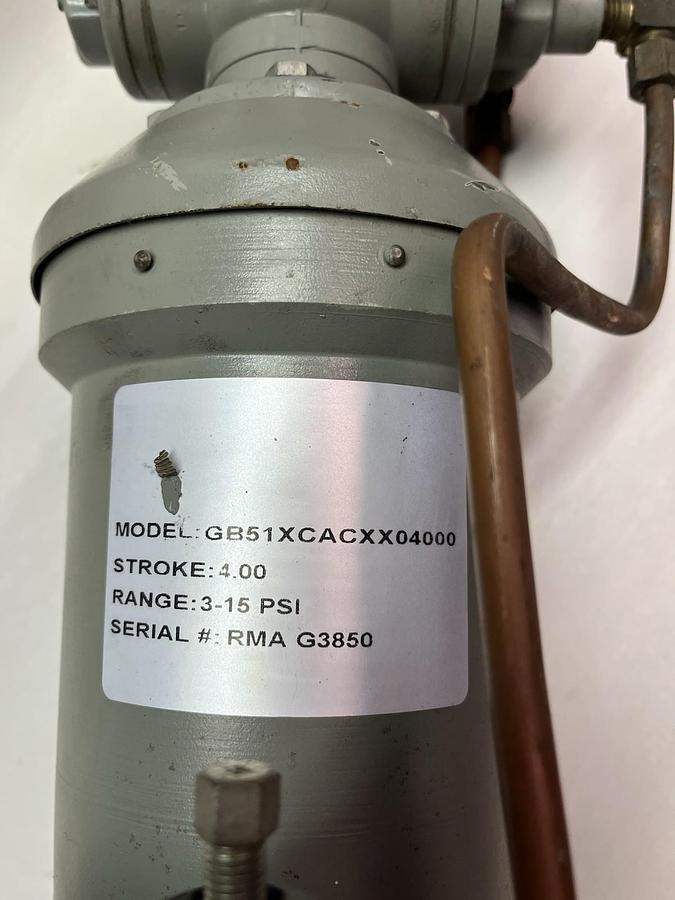 MODEL: GB51XCACXX04000
STROKE: 4.00
RANGE: 3-15 PSI
SERIAL #: RMA G3850